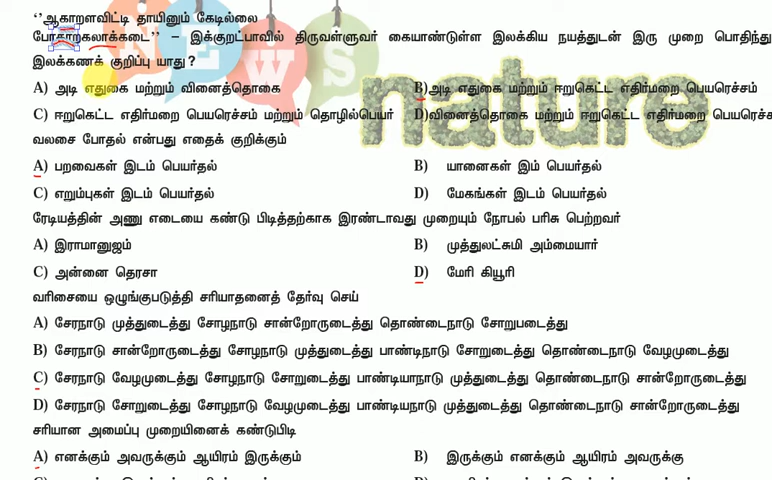 ‘‘ஆகாறளவிட்டி தாயினும் கேடில்லை
போகாறகலாக்கடை’’ – இக்குறட்பாவில் திருவள்ளுவர் கையாண்டுள்ள இலக்கிய நயத்துடன் இரு முறை பொதிந்து
இலக்கணக் குறிப்பு யாது ?
A) அடி எதுகை மற்றும் வினைத்தொகை B) அடி எதுகை மற்றும் ஈறுகெட்ட எதிர்மறை பெயரெச்சம்
C) ஈறுகெட்ட எதிர்மறை பெயரெச்சம் மற்றும் தொழில்பெயர் D)வினைத்தொகை மற்றும் ஈறுகெட்ட எதிர்மறை
வலசை போதல் என்பது எதைக் குறிக்கும்
A) பறவைகள் இடம் பெயர்தல் B) யானைகள் இம் பெயர்தல்
C) எறும்புகள் இடம் பெயர்தல் D) மேகங்கள் இடம் பெயர்தல்
ரேடியத்தின் அணு எடையை கண்டு பிடித்தற்காக இரண்டாவது முறையும் நோபல் பரிசு பெற்றவர்
A) இராமானுஜம் B) முத்துலட்சுமி அம்மையார்
C) அன்னை தெரசா D) மேரி கியூரி
வரிசையை ஒழுங்குபடுத்தி சரியாதனைத் தேர்வு செய்
A) சேரநாடு முத்துடைத்து சோழநாடு சான்றோருடைத்து தொண்டைநாடு சோறுபடைத்து
B) சேரநாடு சான்றோருடைத்து சோழநாடு முத்துடைத்து பாண்டிநாடு சோறுடைத்து தொண்டைநாடு வேழமுடைத்து
C) சேரநாடு வேழமுடைத்து சோழநாடு சோறுடைத்து பாண்டியாநாடு முத்துடைத்து தொண்டைநாடு சான்றோருடைத்து
D) சேரநாடு சோறுடைத்து சோழநாடு வேழமுடைத்து பாண்டியநாடு முத்துடைத்து தொண்டைநாடு சான்றோருடைத்து
சரியான அமைப்பு முறையினைக் கண்டுபிடி
A) எனக்கும் அவருக்கும் ஆயிரம் இருக்கும் B) இருக்கும் எனக்கும் ஆயிரம் அவருக்கு
NEWS
nature